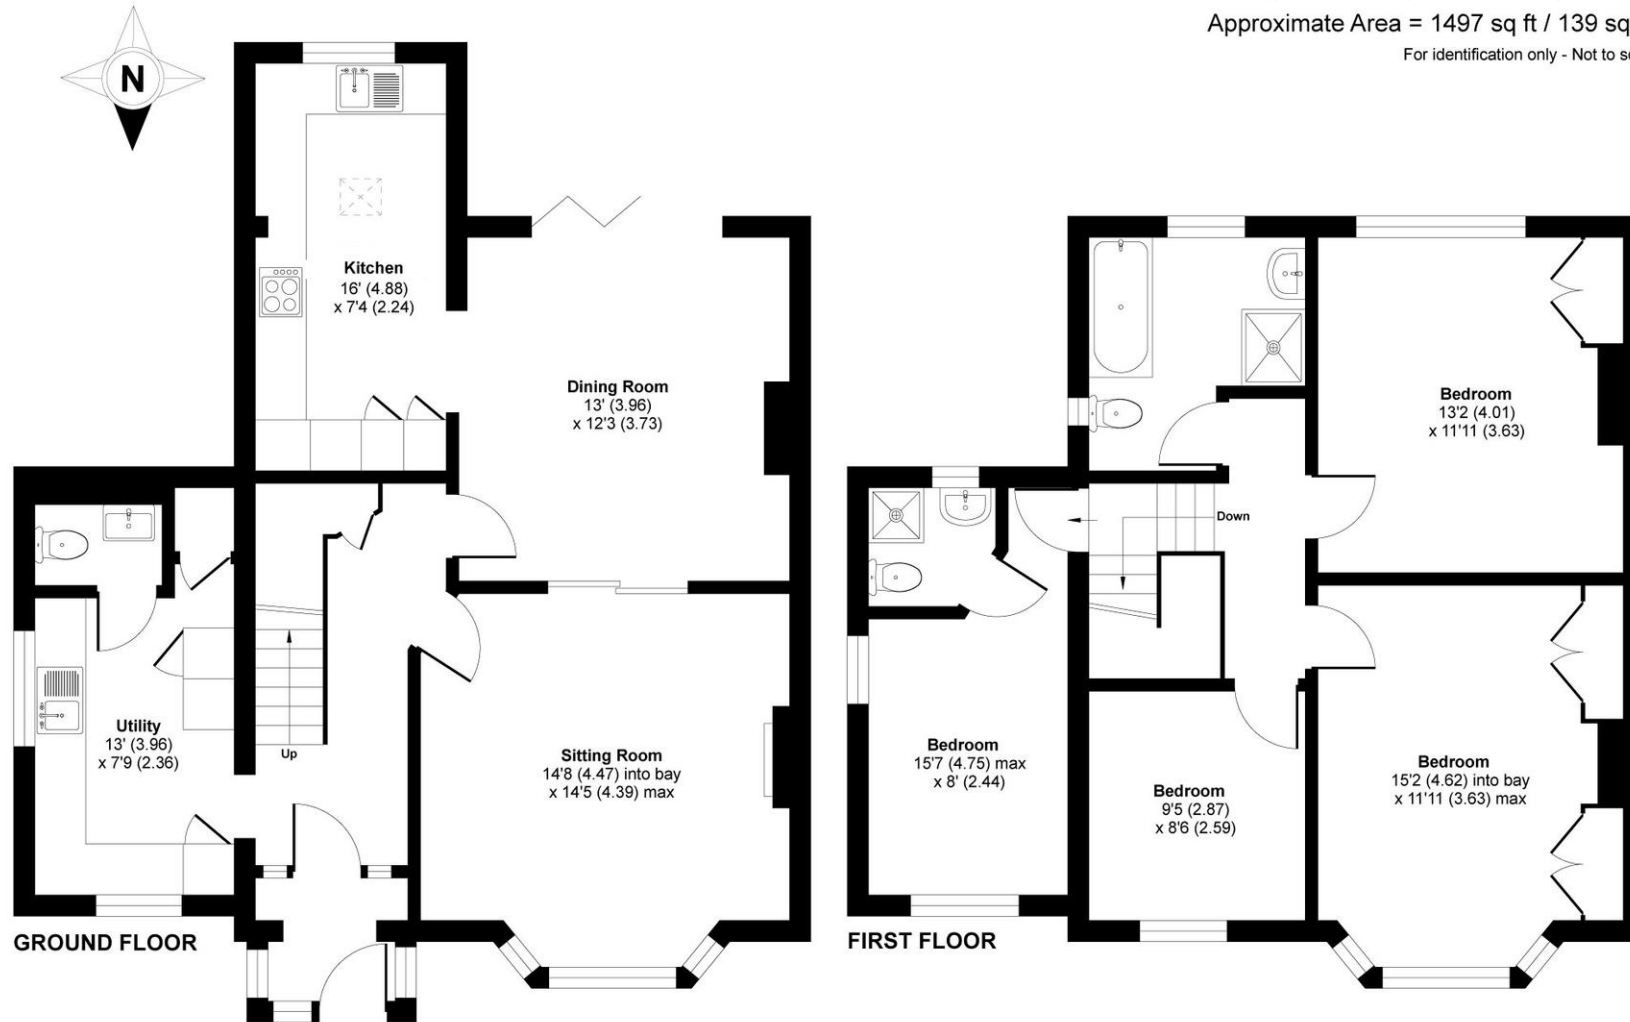 Approximate Area = 1497 sq ft / 139 sq
For identification only - Not to
N
Kitchen
16' (4.88)
x 7'4 (2.24)
Dining Room
13' (3.96)
x 12'3 (3.73)
Utility
13' (3.96)
x 7'9 (2.36)
Up
Sitting Room
14'8 (4.47) into bay
x 14'5 (4.39) max
GROUND FLOOR
Bedroom
13'2 (4.01)
x 11'11 (3.63)
Down
Bedroom
15'7 (4.75) max
x 8' (2.44)
Bedroom
9'5 (2.87)
x 8'6 (2.59)
Bedroom
15'2 (4.62) into bay
x 11'11 (3.63) max
FIRST FLOOR